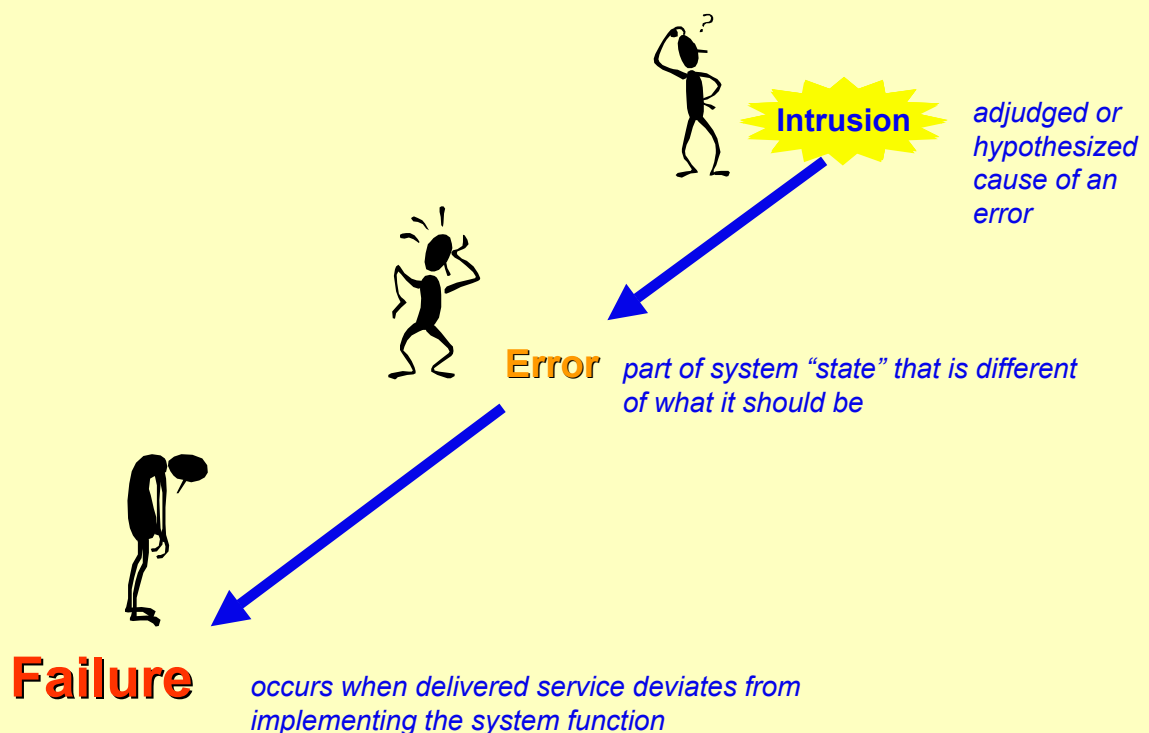 ?
Intrusion
adjudged or
hypothesized
cause of an
error
Error
part of system “state” that is different
of what it should be
Failure
occurs when delivered service deviates from
implementing the system function